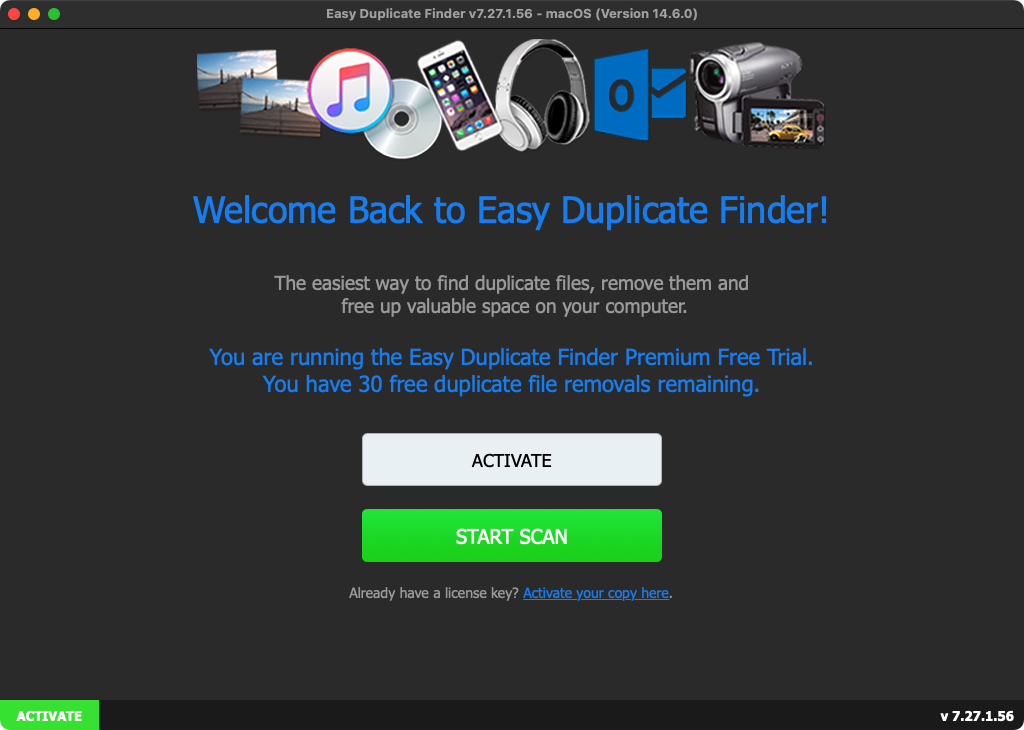 Easy Duplicate Finder v7.27.1.56 - macOS (Version 14.6.0)
Welcome Back to Easy Duplicate Finder!
The easiest way to find duplicate files, remove them and
free up valuable space on your computer.
You are running the Easy Duplicate Finder Premium Free Trial.
You have 30 free duplicate file removals remaining.
ACTIVATE
START SCAN
Already have a license key? Activate your copy here.
ACTIVATE
v 7.27.1.56